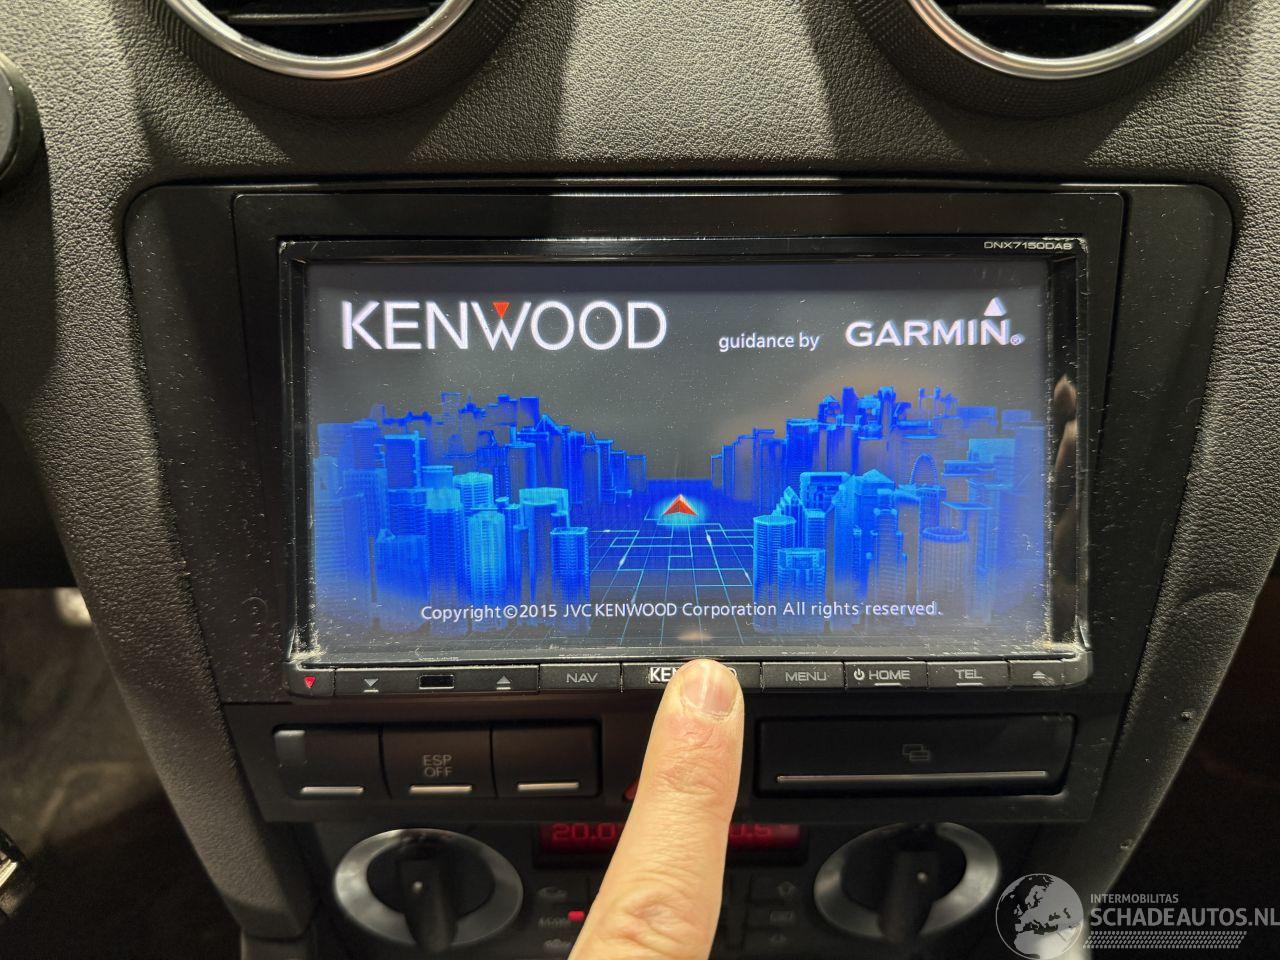 DNX7150DAB
KENWOOD
guidance by
GARMIN®
Copyright©2015 JVC KENWOOD Corporation All rights reserved.
NAV
MENU
HOME
TEL
ESP
OFF
INTERMOBILITAS
SCHADEAUTOS.NL